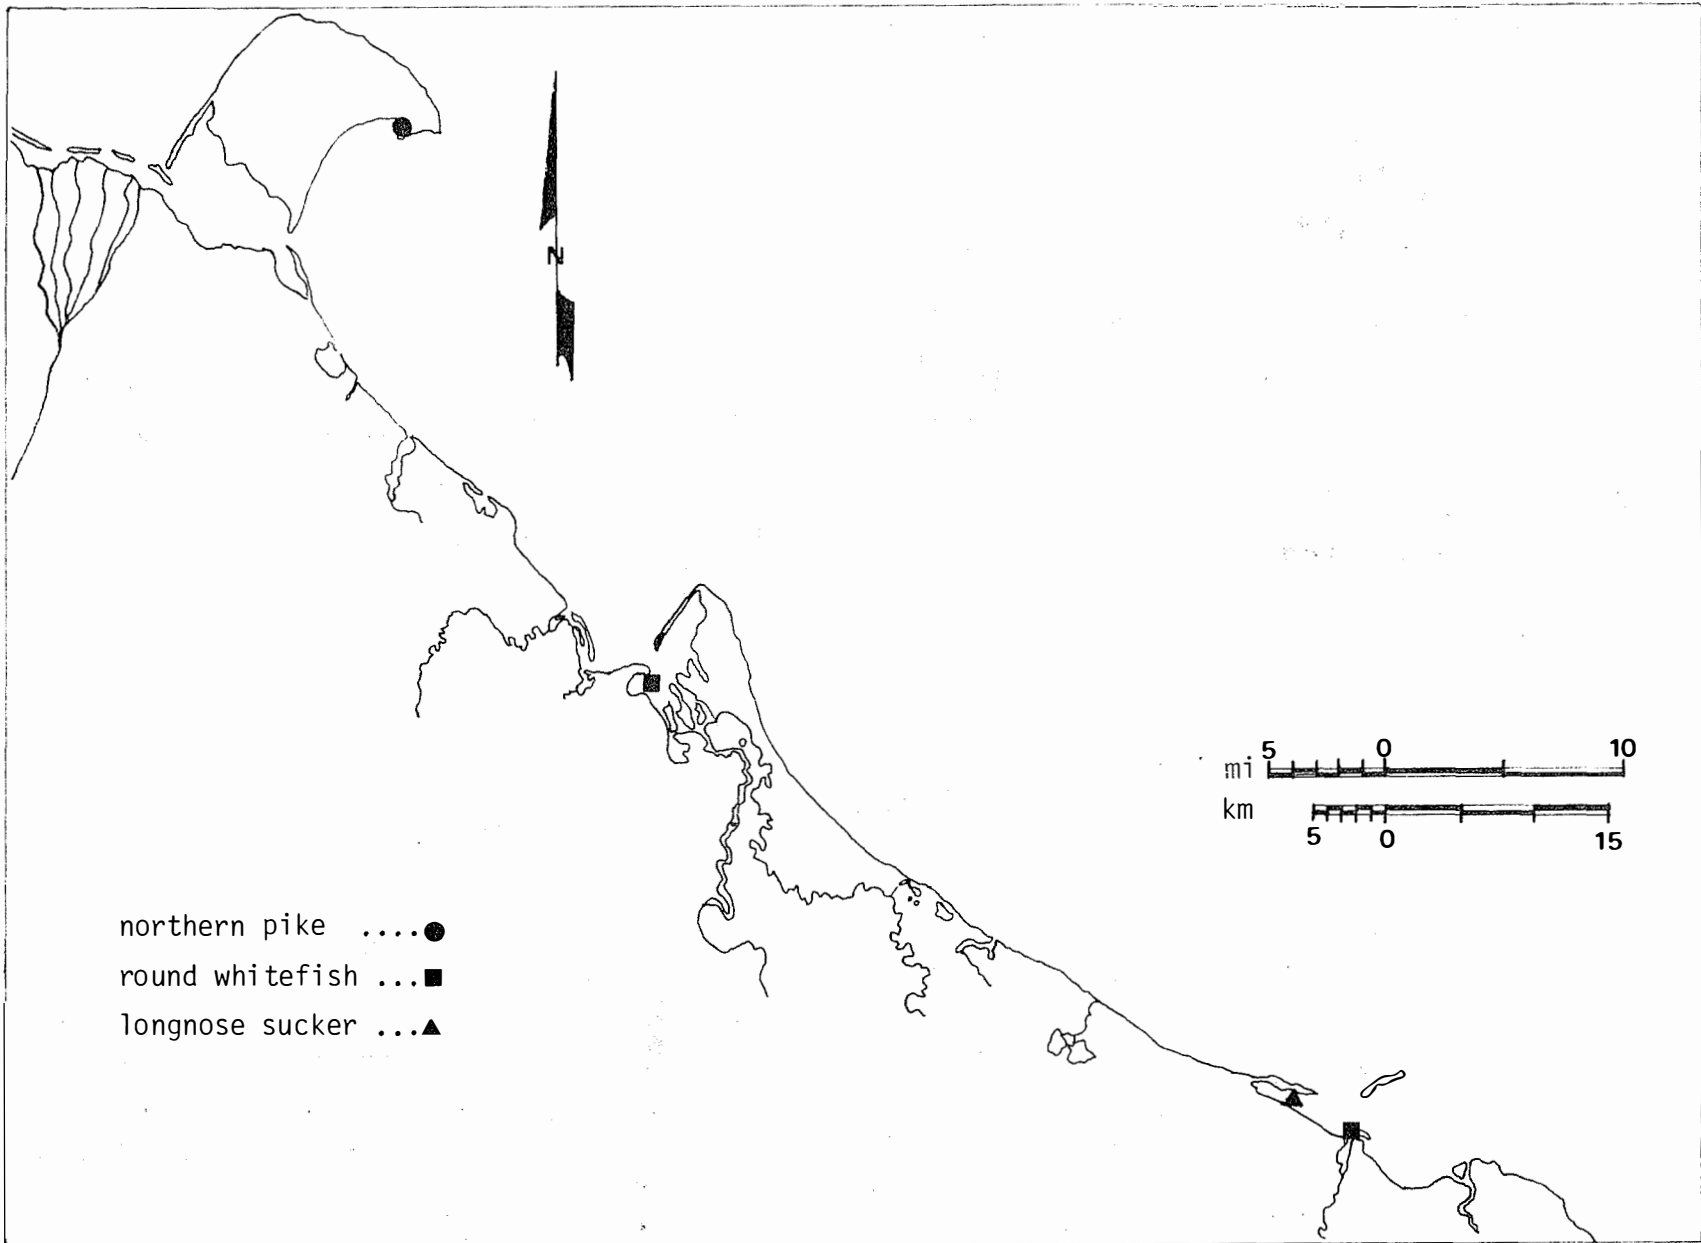 N
5 0 10
mi
km
5 0 15
northern pike ....
round whitefish ...
longnose sucker ...